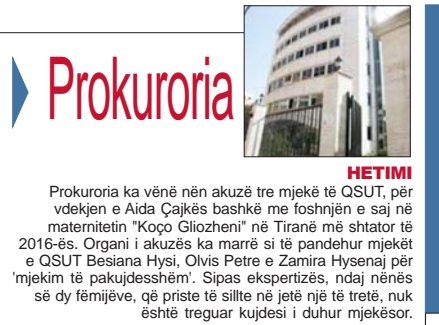 Prokuroria
HETIMI
Prokuroria ka vënë nën akuzë tre mjekë të QSUT, për
vdekjen e Aida Çajkës bashkë me foshnjën e saj në
maternitetin "Koço Gliozheni" në Tiranë më shtator të
2016-ës. Organi i akuzës ka marrë si të pandehur mjekët
e QSUT Besiana Hysi, Olvis Petre e Zamira Hysenaj për
'mjekim të pakujdesshëm'. Sipas ekspertizës, ndaj nënës
së dy fëmijëve, që priste të sillte në jetë një të tretë, nuk
është treguar kujdesi i duhur mjekësor.